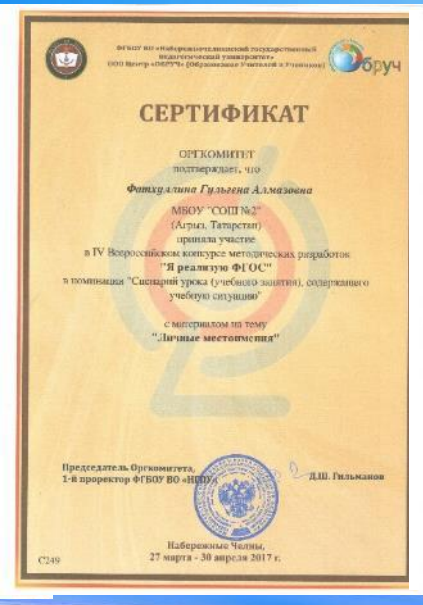 ФГБОУ ВО «Набережночелнинский государственный
педагогический университет»
ООО Центр «ОБРУЧ» (Образование Учителей и Учеников)
Обруч
СЕРТИФИКАТ
ОРГКОМИТЕТ
подтверждает, что
Фатхуллина Гульгена Алмазовна
МБОУ "СОШ №2"
(Агрыз, Татарстан)
приняла участие
в IV Всероссийском конкурсе методических разработок
"Я реализую ФГОС"
в номинации "Сценарий урока (учебного занятия), содержащего
учебную ситуацию"
с материалом на тему
"Личные местоимения"
Председатель Оргкомитета,
1-й проректор ФГБОУ ВО «НГПУ»
Д.Ш. Гильманов
Набережные Челны,
27 марта - 30 апреля 2017 г.
С249